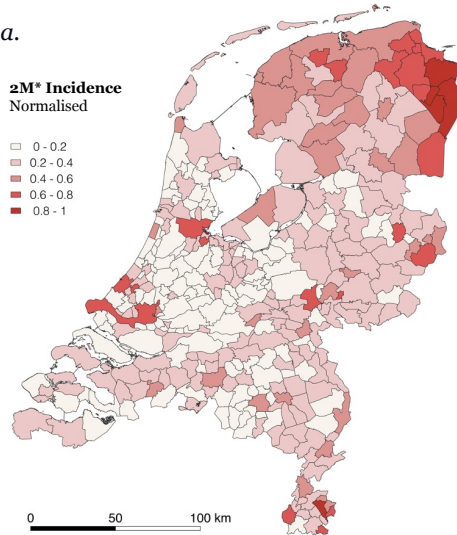 a.
2M* Incidence
Normalised
0 - 0.2
0.2 - 0.4
0.4 - 0.6
0.6 - 0.8
0.8 - 1
0 50 100 km